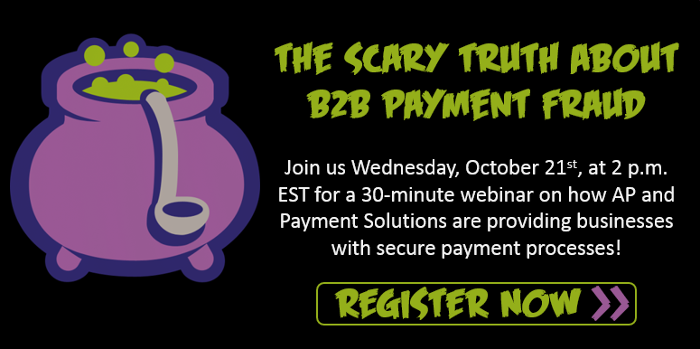 THE SCARY TRUTH ABOUT
B2B PAYMENT FRAUD
Join us Wednesday, October 21st, at 2 p.m.
EST for a 30-minute webinar on how AP and
Payment Solutions are providing businesses
with secure payment processes!
REGISTER NOW